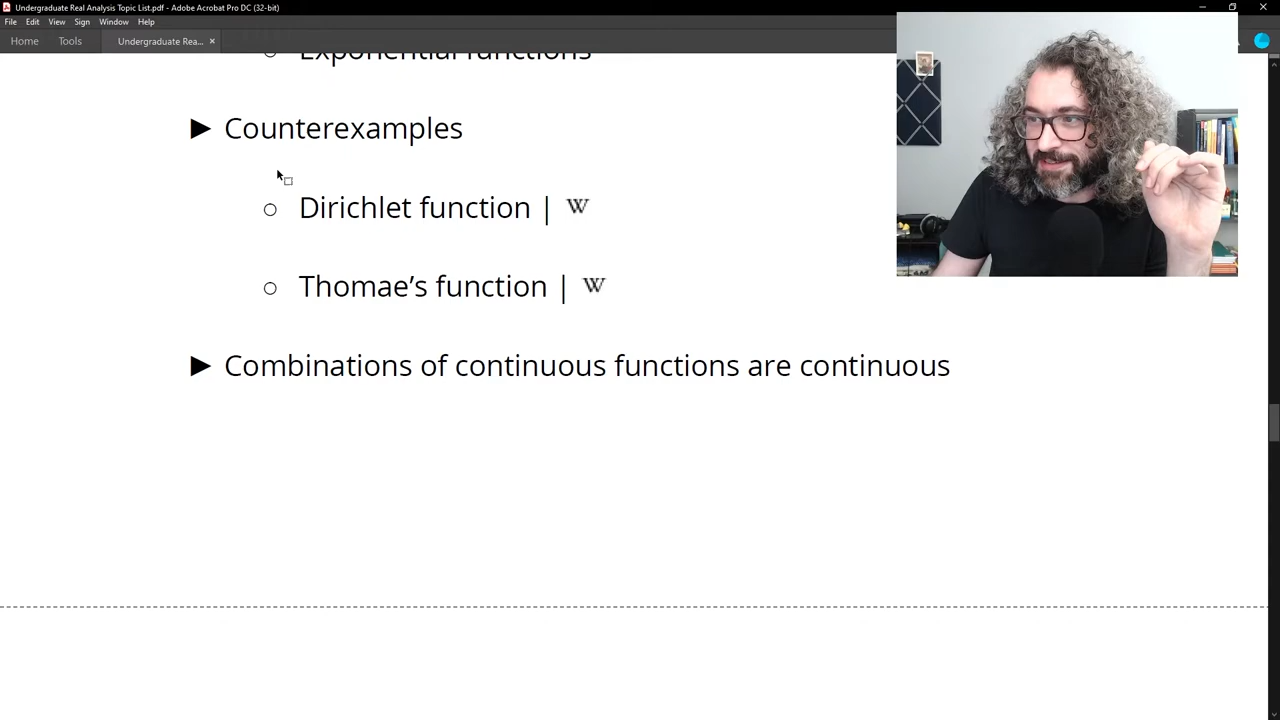 Undergraduate Real Analysis Topic List.pdf - Adobe Acrobat Pro DC (32-bit)
File Edit View Sign Window Help
Home Tools Undergraduate Rea... ×
○ Exponential functions
► Counterexamples
○ Dirichlet function | W
○ Thomae’s function | W
► Combinations of continuous functions are continuous